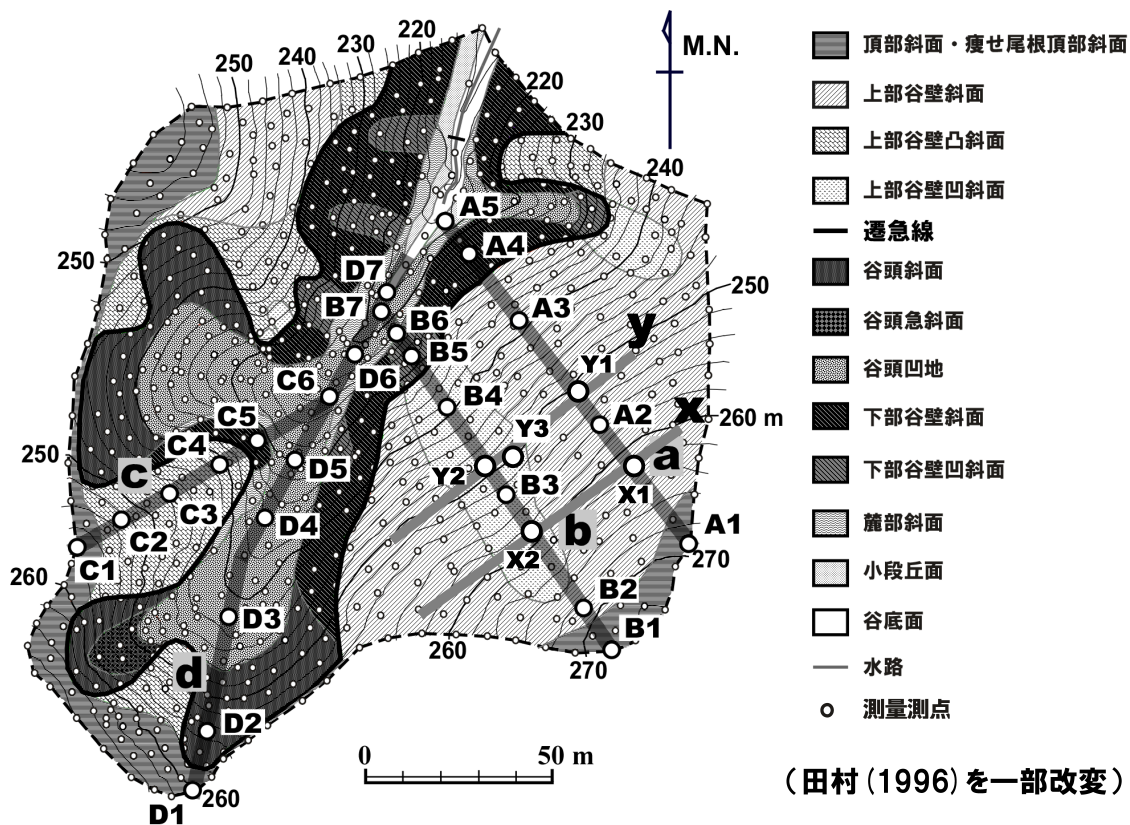 220
230
240
250
M.N.
220
230
240
250
A5
A4
D7
B7
B6
A3
250
y
B5
Y1
C6
D6
B4
A2
x
260 m
C5
Y3
250
C4
C
D5
Y2
a
B3
X1
C3
D4
A1
C2
X2
b
270
C1
260
B2
D3
B1
260
270
d
D2
0
50 m
D1
260
頂部斜面・痩せ尾根頂部斜面
上部谷壁斜面
上部谷壁凸斜面
上部谷壁凹斜面
遷急線
谷頭斜面
谷頭急斜面
谷頭凹地
下部谷壁斜面
下部谷壁凹斜面
麓部斜面
小段丘面
谷底面
水路
測量測点
（田村(1996)を一部改変）